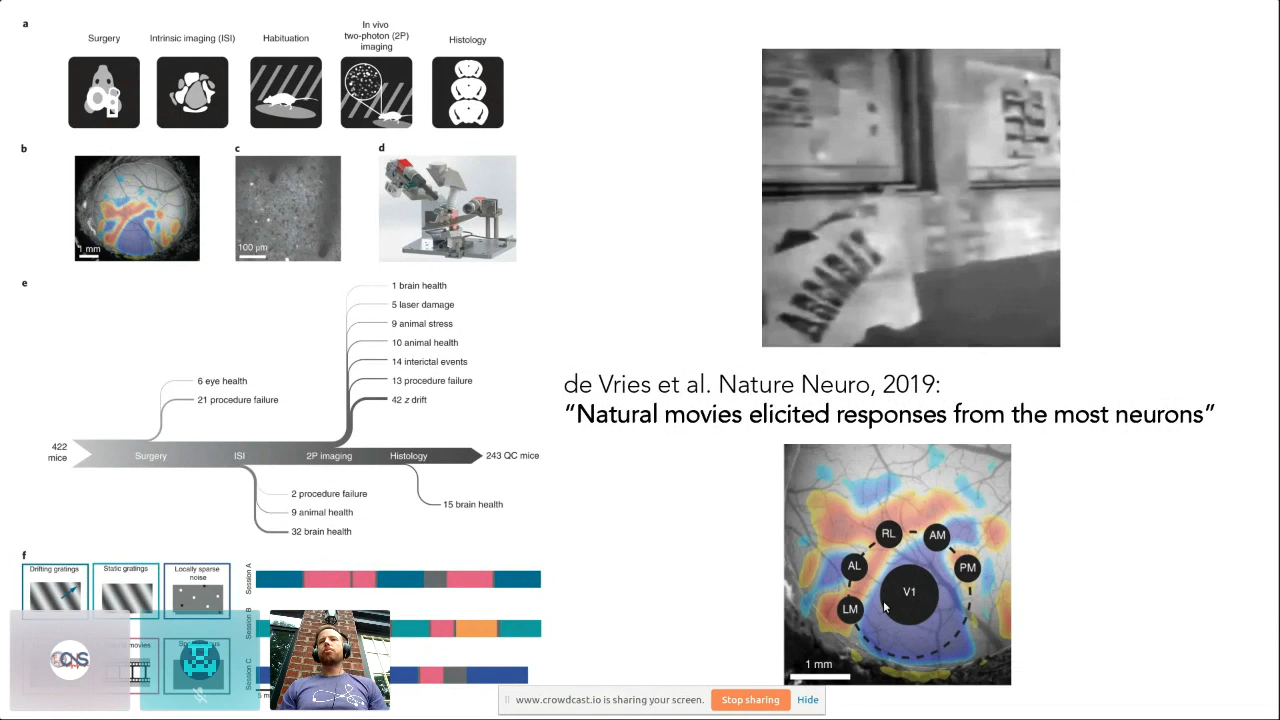 a
Surgery
Intrinsic imaging (ISI)
Habituation
In vivo
two-photon (2P)
imaging
Histology
b
c
d
1 mm
100 μm
e
1 brain health
5 laser damage
9 animal stress
10 animal health
14 interictal events
13 procedure failure
42 z drift
6 eye health
21 procedure failure
422
mice
Surgery
ISI
2P imaging
Histology
243 QC mice
2 procedure failure
9 animal health
32 brain health
15 brain health
f
Drifting gratings
Static gratings
Locally sparse
noise
Session A
Session B
Session C
movies
de Vries et al. Nature Neuro, 2019:
“Natural movies elicited responses from the most neurons”
RL
AM
AL
PM
V1
LM
1 mm
www.crowdcast.io is sharing your screen.
Stop sharing
Hide